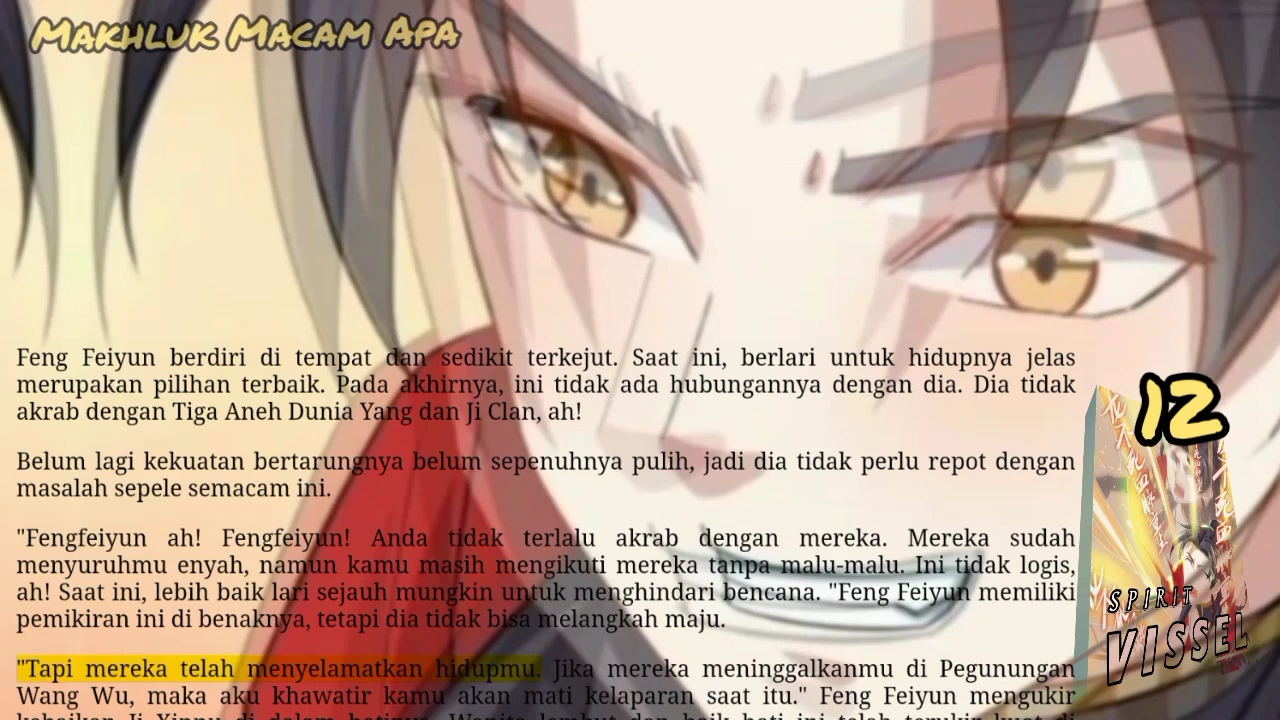 Makhluk Macam Apa
Feng Feiyun berdiri di tempat dan sedikit terkejut. Saat ini, berlari untuk hidupnya jelas
merupakan pilihan terbaik. Pada akhirnya, ini tidak ada hubungannya dengan dia. Dia tidak
akrab dengan Tiga Aneh Dunia Yang dan Ji Clan, ah!
Belum lagi kekuatan bertarungnya belum sepenuhnya pulih, jadi dia tidak perlu repot dengan
masalah sepele semacam ini.
"Fengfeiyun ah! Fengfeiyun! Anda tidak terlalu akrab dengan mereka. Mereka sudah
menyuruhmu enyah, namun kamu masih mengikuti mereka tanpa malu-malu. Ini tidak logis,
ah! Saat ini, lebih baik lari sejauh mungkin untuk menghindari bencana. "Feng Feiyun memiliki
pemikiran ini di benaknya, tetapi dia tidak bisa melangkah maju.
"Tapi mereka telah menyelamatkan hidupmu. Jika mereka meninggalkanmu di Pegunungan
Wang Wu, maka aku khawatir kamu akan mati kelaparan saat itu." Feng Feiyun mengukir
12
SPIRIT
VISSEL